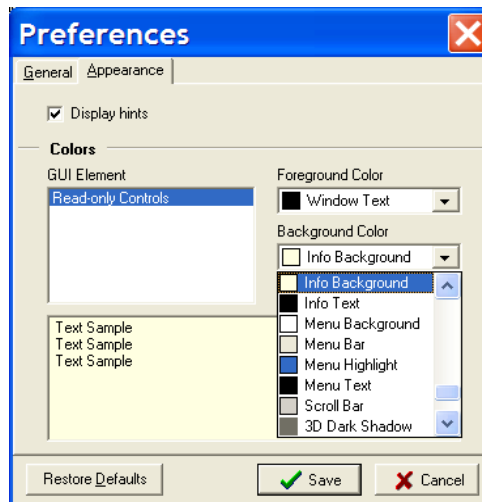 Preferences
General Appearance
Display hints
Colors
GUI Element
Read-only Controls
Foreground Color
Window Text
Background Color
Info Background
Info Background
Info Text
Menu Background
Menu Bar
Menu Highlight
Menu Text
Scroll Bar
3D Dark Shadow
Text Sample
Text Sample
Text Sample
Restore Defaults Save Cancel